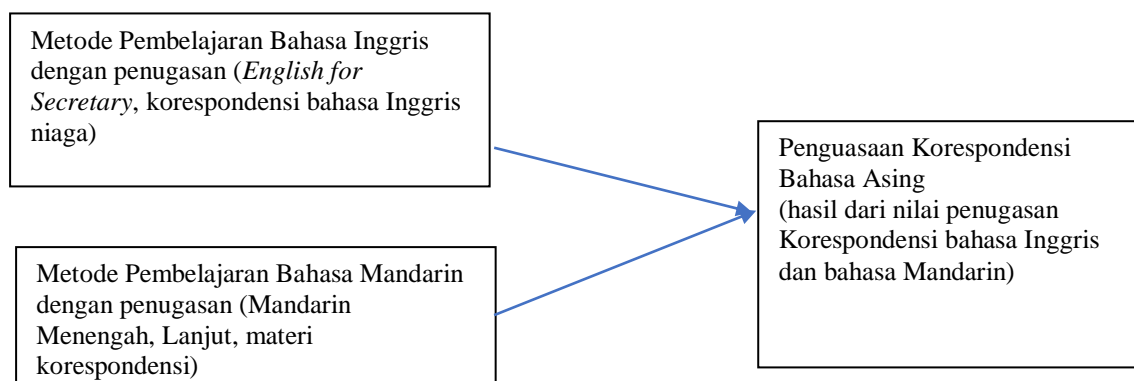 Metode Pembelajaran Bahasa Inggris
dengan penugasan (English for
Secretary, korespondensi bahasa Inggris
niaga)
Metode Pembelajaran Bahasa Mandarin
dengan penugasan (Mandarin
Menengah, Lanjut, materi
korespondensi)
Penguasaan Korespondensi
Bahasa Asing
(hasil dari nilai penugasan
Korespondensi bahasa Inggris
dan bahasa Mandarin)